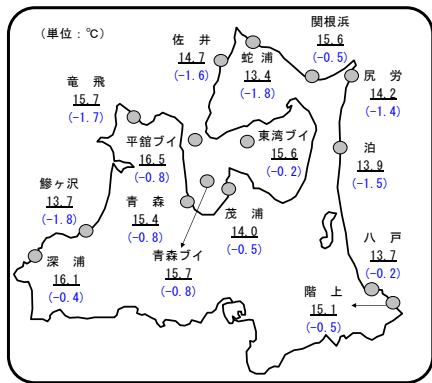 (単位：℃)
関根浜
15.6
(-0.5)
佐井
14.7
(-1.6)
蛇浦
13.4
(-1.8)
尻労
14.2
(-1.4)
竜飛
15.7
(-1.7)
平舘ブイ
16.5
(-0.8)
東湾ブイ
15.6
(-0.2)
泊
13.9
(-1.5)
鰺ヶ沢
13.7
(-1.8)
青森
15.4
(-0.8)
茂浦
14.0
(-0.5)
深浦
16.1
(-0.4)
青森ブイ
15.7
(-0.8)
八戸
13.7
(-0.2)
階上
15.1
(-0.5)